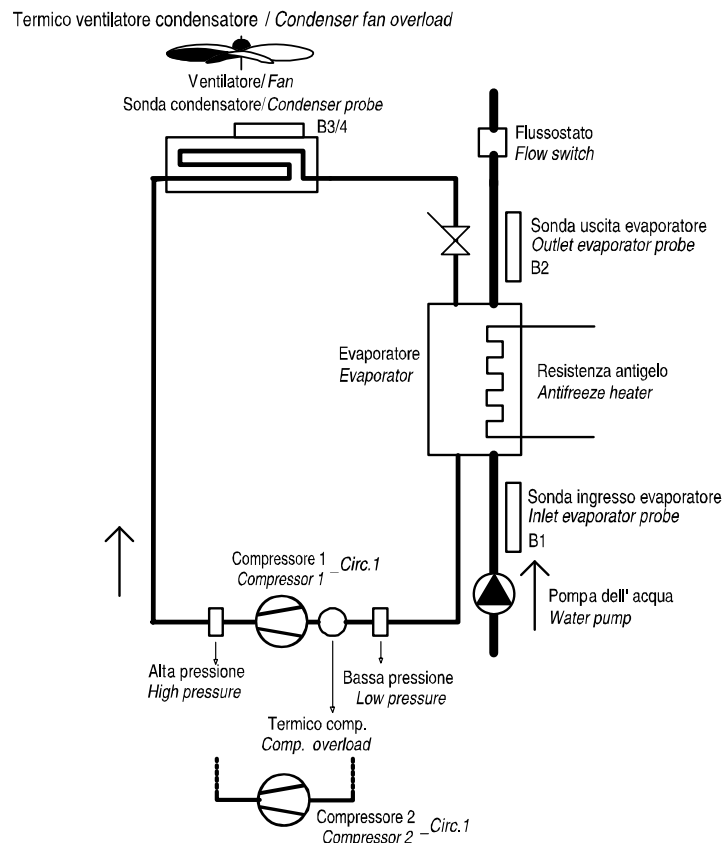 Termico ventilatore condensatore / Condenser fan overload
Ventilatore/ Fan
Sonda condensatore/ Condenser probe
B3/4
Flussostato
Flow switch
Sonda uscita evaporatore
Outlet evaporator probe
B2
Evaporatore
Evaporator
Resistenza antigelo
Antifreeze heater
Sonda ingresso evaporatore
Inlet evaporator probe
B1
Compressore 1 _Circ.1
Compressor 1
Pompa dell' acqua
Water pump
Alta pressione
High pressure
Bassa pressione
Low pressure
Termico comp.
Comp. overload
Compressore 2 _Circ.1
Compressor 2